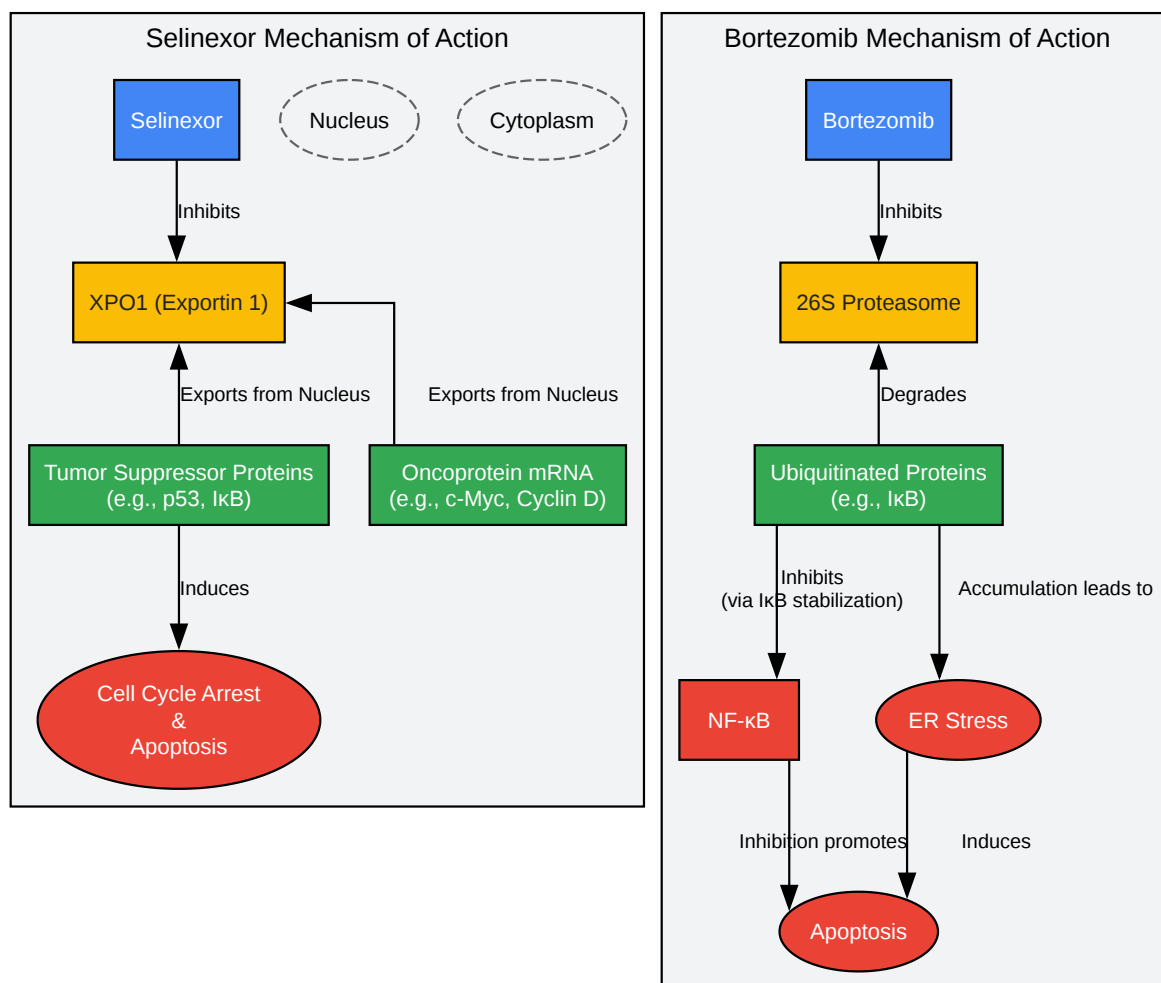 Selinexor Mechanism of Action
Selinexor
Nucleus
Cytoplasm
Inhibits
XPO1 (Exportin 1)
Exports from Nucleus
Exports from Nucleus
Tumor Suppressor Proteins
(e.g., p53, IκB)
Oncoprotein mRNA
(e.g., c-Myc, Cyclin D)
Induces
Cell Cycle Arrest
&
Apoptosis
Bortezomib Mechanism of Action
Bortezomib
Inhibits
26S Proteasome
Degrades
Ubiquitinated Proteins
(e.g., IκB)
Inhibits
(via IκB stabilization)
Accumulation leads to
NF-κB
ER Stress
Inhibition promotes
Induces
Apoptosis